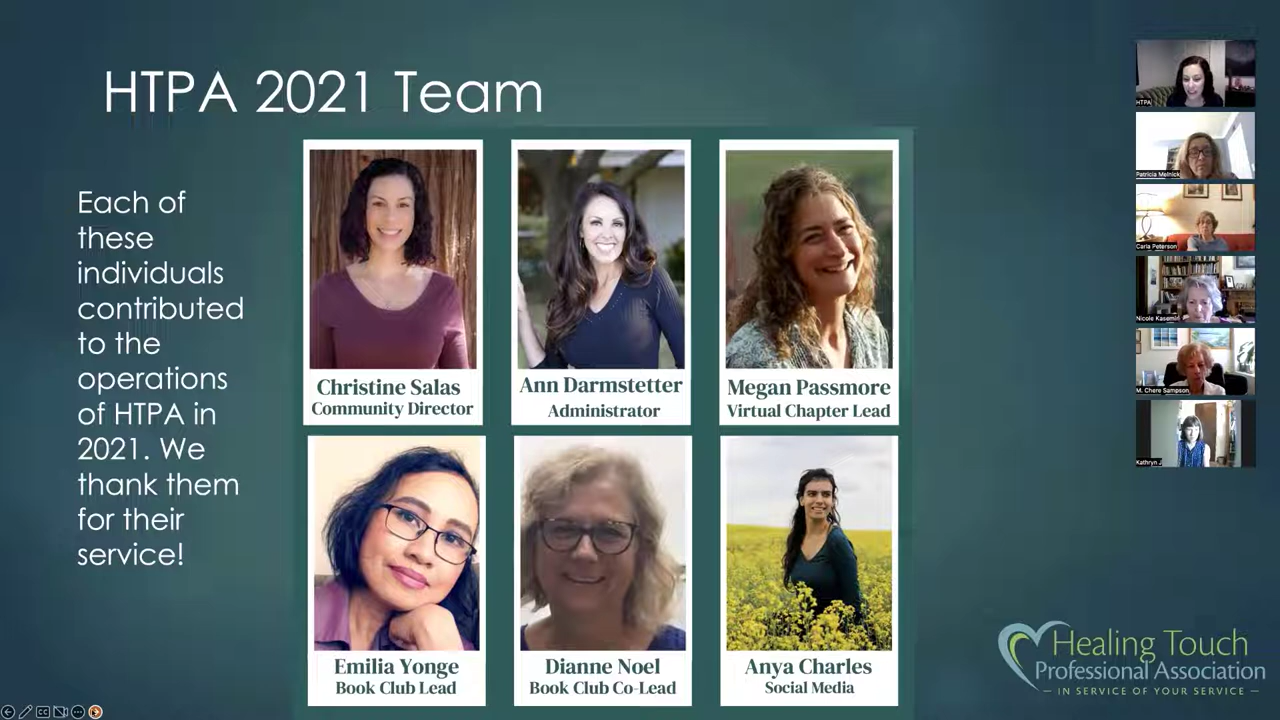 HTPA 2021 Team
Each of
these
individuals
contributed
to the
operations
of HTPA in
2021. We
thank them
for their
service!
Christine Salas
Community Director
Ann Darmstetter
Administrator
Megan Passmore
Virtual Chapter Lead
Emilia Yonge
Book Club Lead
Dianne Noel
Book Club Co-Lead
Anya Charles
Social Media
HTPA
Patricia Melnick
Carla Peterson
Nicole Kasemir
M. Chere Sampson
Kathryn J
Healing Touch
Professional Association
IN SERVICE OF YOUR SERVICE
CC